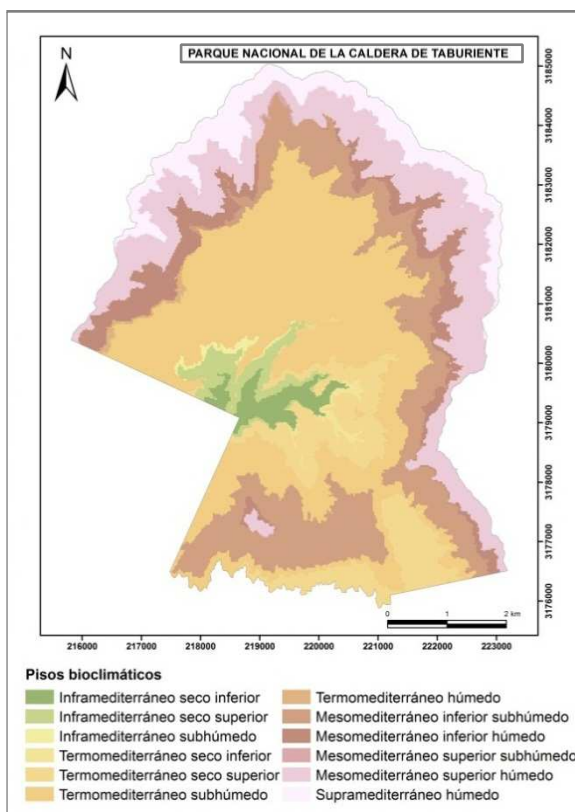 PARQUE NACIONAL DE LA CALDERA DE TABURIENTE
N
3185000
3184000
3183000
3182000
3181000
3180000
3179000
3178000
3177000
3176000
0 1 2 km
216000 217000 218000 219000 220000 221000 222000 223000
Pisos bioclimáticos
Inframediterráneo seco inferior
Inframediterráneo seco superior
Inframediterráneo subhúmedo
Termomediterráneo seco inferior
Termomediterráneo seco superior
Termomediterráneo subhúmedo
Termomediterráneo húmedo
Mesomediterráneo inferior subhúmedo
Mesomediterráneo inferior húmedo
Mesomediterráneo superior subhúmedo
Mesomediterráneo superior húmedo
Supramediterráneo húmedo